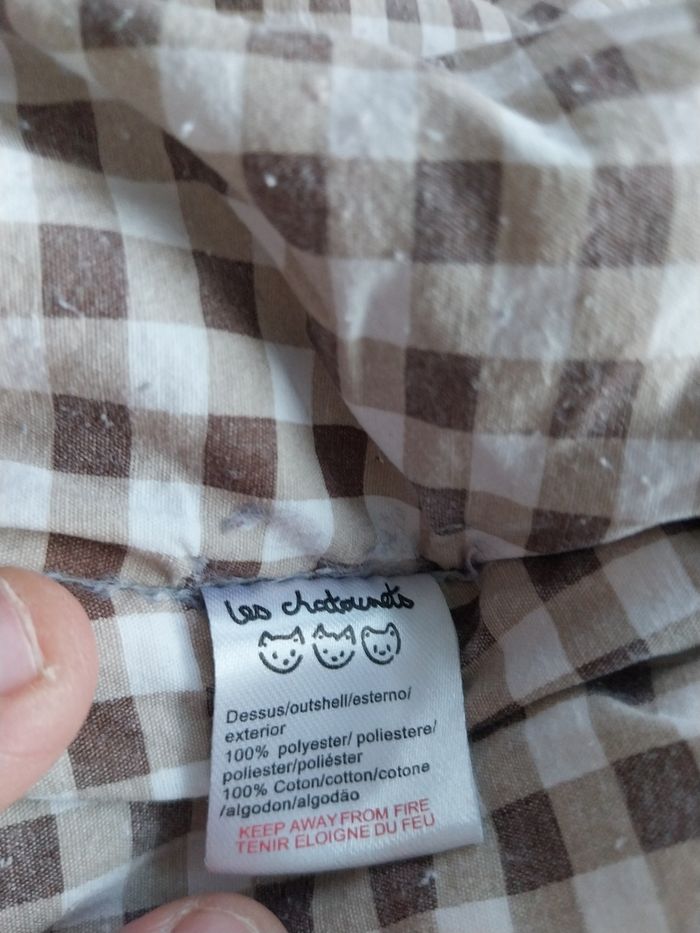 Les chatounets
Dessus/outshell/esterno/
exterior
100% polyester/ poliestere/
poliester/poliéster
100% Coton/cotton/cotone
/algodon/algodão
KEEP AWAY FROM FIRE
TENIR ELOIGNE DU FEU